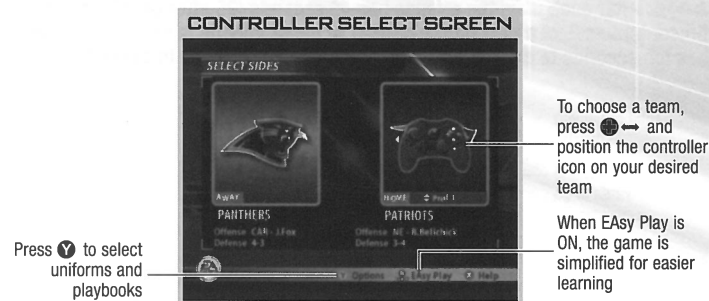 CONTROLLER SELECT SCREEN
SELECT SIDES
To choose a team,
press ↔ and
position the controller
icon on your desired
team
AWAY
HOME
PANTHERS
PATRIOTS
Offense CAR - J.Fox
Offense NE - B.Belichick
Defense 4-3
Defense 3-4
When EAsy Play is
ON, the game is
simplified for easier
learning
Press Y to select
uniforms and
playbooks
Y Options
EAsy Play
Help